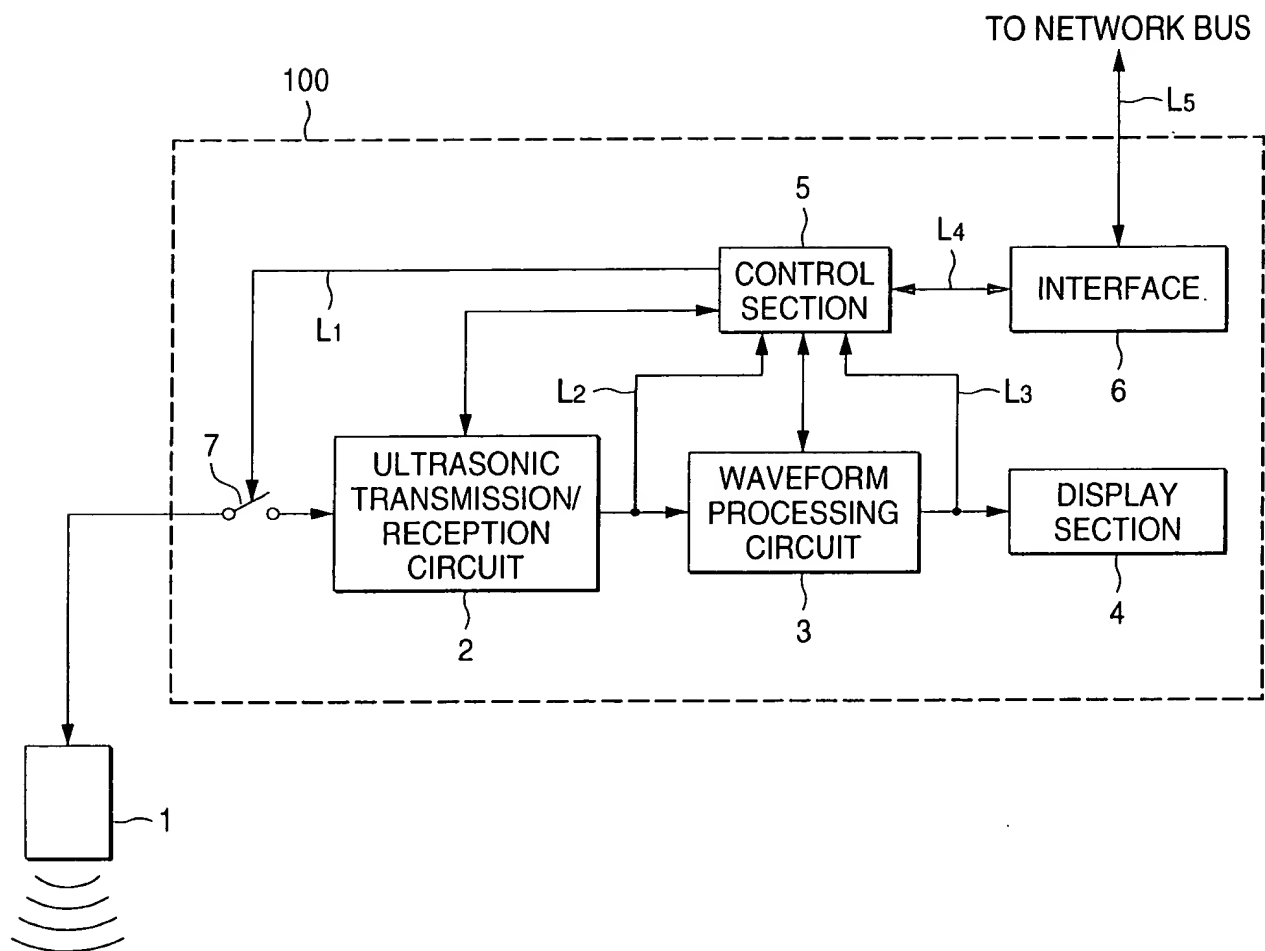 TO NETWORK BUS
L5
100
5
L4
CONTROL
SECTION
INTERFACE.
L1
6
L2
L3
7
ULTRASONIC
TRANSMISSION/
RECEPTION
CIRCUIT
WAVEFORM
PROCESSING
CIRCUIT
DISPLAY
SECTION
2
3
4
1